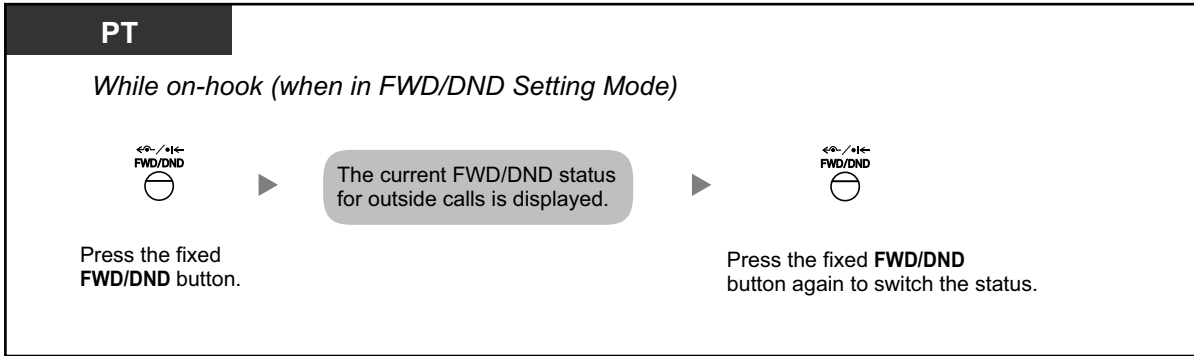 PT
While on-hook (when in FWD/DND Setting Mode)
FWD/DND
The current FWD/DND status
for outside calls is displayed.
FWD/DND
Press the fixed
FWD/DND button.
Press the fixed FWD/DND
button again to switch the status.